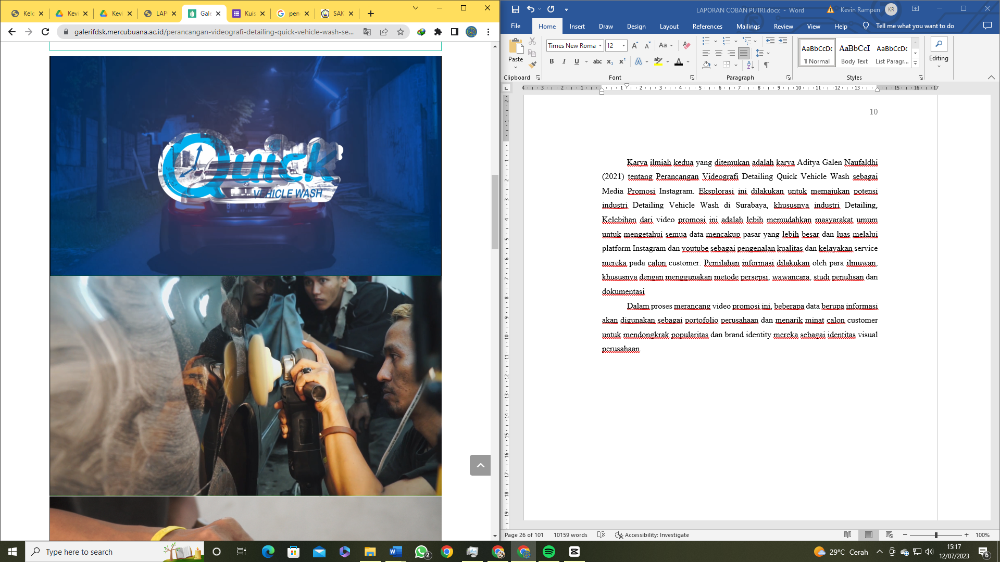 Kelc
Kevi
Kevi
LAP
Gale
Kuis
pen
SAK
galerifdsk.mercubuana.ac.id/perancangan-videografi-detailing-quick-vehicle-wash-se...
Quick
VEHICLE WASH
B 1 CRK
LAPORAN COBAN PUTRI.docx - Word
Kevin Rampen
KR
File
Home
Insert
Draw
Design
Layout
References
Mailings
Review
View
Help
Tell me what you want to do
Paste
Clipboard
Times New Roma
12
Font
Paragraph
AaBbCcDc
¶ Normal
AaBbCcI
Body Text
AaBbCcDc
List Paragr...
Styles
Editing
10
Karya ilmiah kedua yang ditemukan adalah karya Aditya Galen Naufaldhi
(2021) tentang Perancangan Videografi Detailing Quick Vehicle Wash sebagai
Media Promosi Instagram. Eksplorasi ini dilakukan untuk memajukan potensi
industri Detailing Vehicle Wash di Surabaya, khususnya industri Detailing.
Kelebihan dari video promosi ini adalah lebih memudahkan masyarakat umum
untuk mengetahui semua data mencakup pasar yang lebih besar dan luas melalui
platform Instagram dan youtube sebagai pengenalan kualitas dan kelayakan service
mereka pada calon customer. Pemilahan informasi dilakukan oleh para ilmuwan,
khususnya dengan menggunakan metode persepsi, wawancara, studi penulisan dan
dokumentasi
Dalam proses merancang video promosi ini, beberapa data berupa informasi
akan digunakan sebagai portofolio perusahaan dan menarik minat calon customer
untuk mendongkrak popularitas dan brand identity mereka sebagai identitas visual
perusahaan.
Page 26 of 101
10159 words
Accessibility: Investigate
100%
Type here to search
29°C Cerah
15:17
12/07/2023